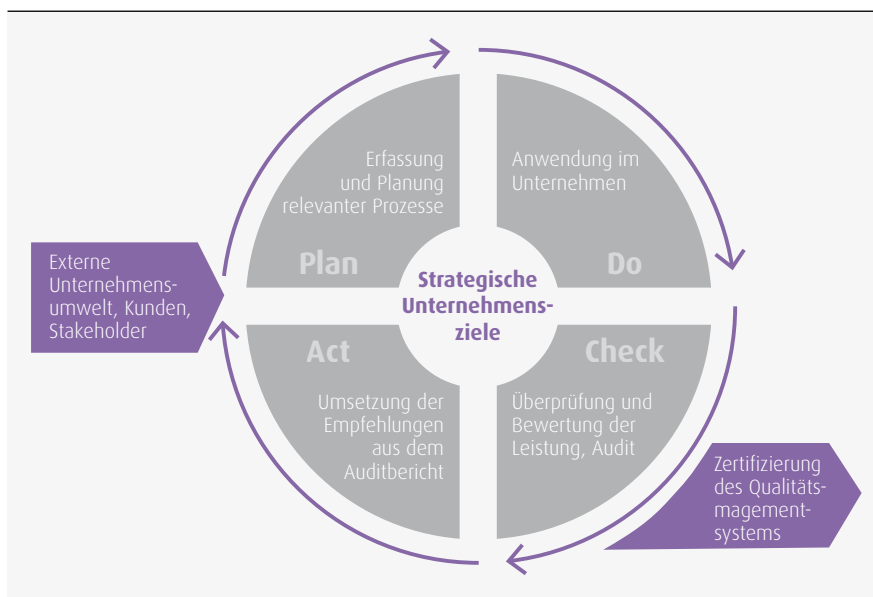 Erfassung
und Planung
relevanter Prozesse
Plan
Anwendung im
Unternehmen
Do
Externe
Unternehmens-
umwelt, Kunden,
Stakeholder
Strategische
Unternehmens-
ziele
Act
Umsetzung der
Empfehlungen
aus dem
Auditbericht
Check
Überprüfung und
Bewertung der
Leistung, Audit
Zertifizierung
des Qualitäts-
magement-
systems